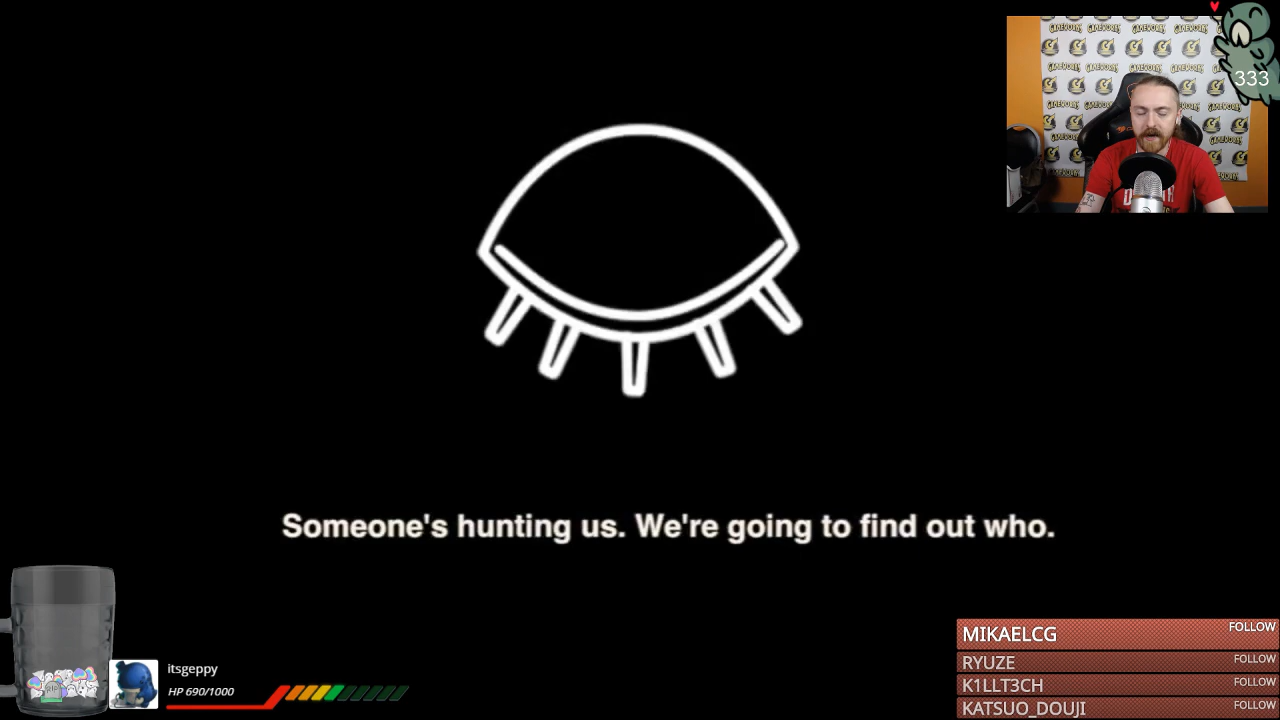 333
Someone's hunting us. We're going to find out who.
itsgeppy
HP 690/1000
MIKAELCG FOLLOW
RYUZE FOLLOW
K1LLT3CH FOLLOW
KATSUO_DOUJI FOLLOW